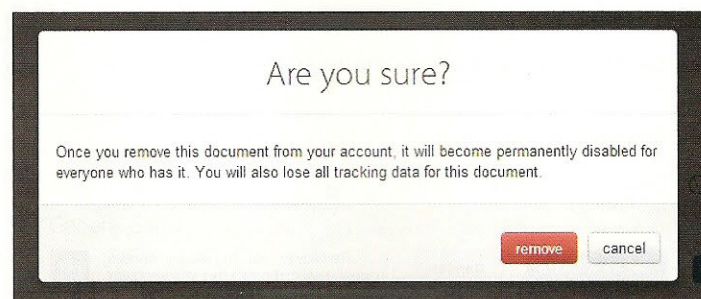 Are you sure?
Once you remove this document from your account, it will become permanently disabled for
everyone who has it. You will also lose all tracking data for this document.
remove cancel